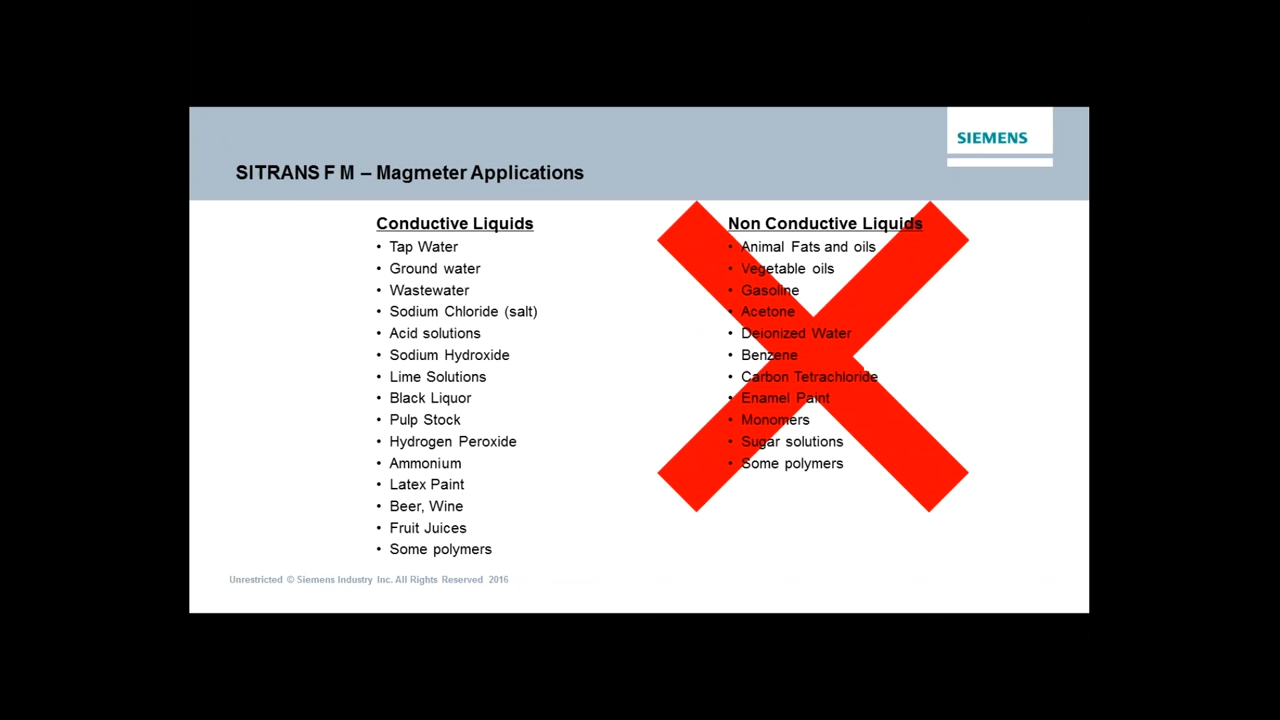 SIEMENS
SITRANS F M – Magmeter Applications
Conductive Liquids
• Tap Water
• Ground water
• Wastewater
• Sodium Chloride (salt)
• Acid solutions
• Sodium Hydroxide
• Lime Solutions
• Black Liquor
• Pulp Stock
• Hydrogen Peroxide
• Ammonium
• Latex Paint
• Beer, Wine
• Fruit Juices
• Some polymers
Non Conductive Liquids
• Animal Fats and oils
• Vegetable oils
• Gasoline
• Acetone
• Deionized Water
• Benzene
• Carbon Tetrachloride
• Enamel Paint
• Monomers
• Sugar solutions
• Some polymers
Unrestricted © Siemens Industry Inc. All Rights Reserved 2016